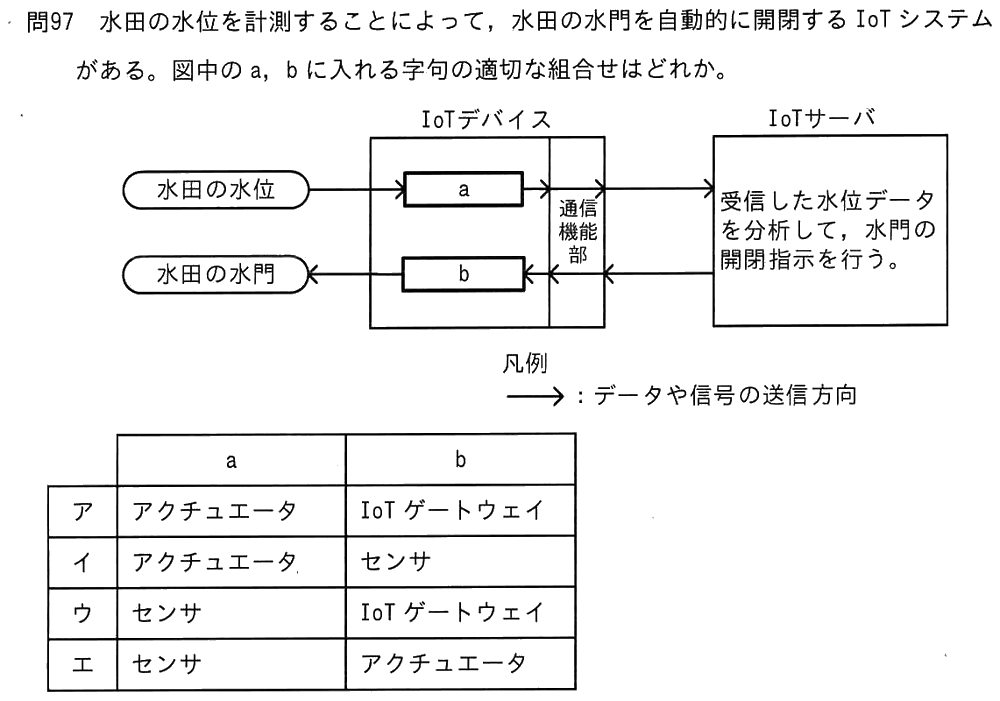 問97 水田の水位を計測することによって，水田の水門を自動的に開閉する IoT システム
がある。図中の a，b に入れる字句の適切な組合せはどれか。
IoTデバイス
IoTサーバ
水田の水位
a
通信
機能
部
受信した水位データ
を分析して，水門の
開閉指示を行う。
水田の水門
b
凡例
：データや信号の送信方向
a b
ア アクチュエータ IoT ゲートウェイ
イ アクチュエータ センサ
ウ センサ IoT ゲートウェイ
エ センサ アクチュエータ